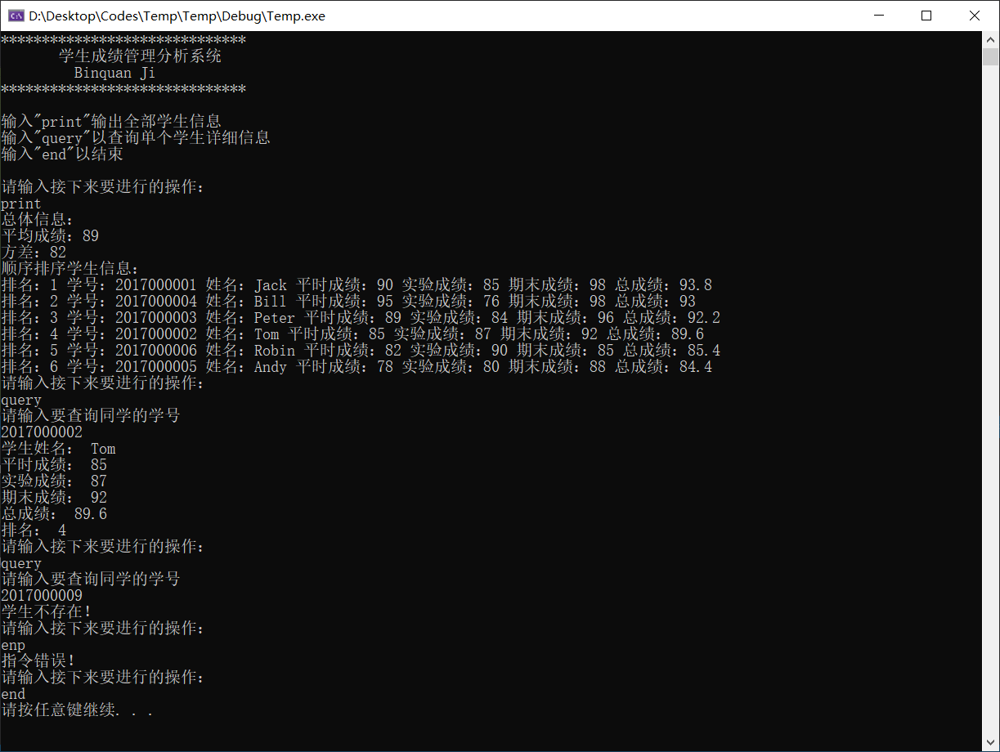 D:\Desktop\Codes\Temp\Temp\Debug\Temp.exe
******************************
学生成绩管理分析系统
Binquan Ji
******************************
输入"print"输出全部学生信息
输入"query"以查询单个学生详细信息
输入"end"以结束
请输入接下来要进行的操作：
print
总体信息：
平均成绩：89
方差：82
顺序排序学生信息：
排名：1 学号：2017000001 姓名：Jack 平时成绩：90 实验成绩：85 期末成绩：98 总成绩：93.8
排名：2 学号：2017000004 姓名：Bill 平时成绩：95 实验成绩：76 期末成绩：98 总成绩：93
排名：3 学号：2017000003 姓名：Peter 平时成绩：89 实验成绩：84 期末成绩：96 总成绩：92.2
排名：4 学号：2017000002 姓名：Tom 平时成绩：85 实验成绩：87 期末成绩：92 总成绩：89.6
排名：5 学号：2017000006 姓名：Robin 平时成绩：82 实验成绩：90 期末成绩：85 总成绩：85.4
排名：6 学号：2017000005 姓名：Andy 平时成绩：78 实验成绩：80 期末成绩：88 总成绩：84.4
请输入接下来要进行的操作：
query
请输入要查询同学的学号
2017000002
学生姓名： Tom
平时成绩： 85
实验成绩： 87
期末成绩： 92
总成绩： 89.6
排名： 4
请输入接下来要进行的操作：
query
请输入要查询同学的学号
2017000009
学生不存在！
请输入接下来要进行的操作：
enp
指令错误！
请输入接下来要进行的操作：
end
请按任意键继续. . .